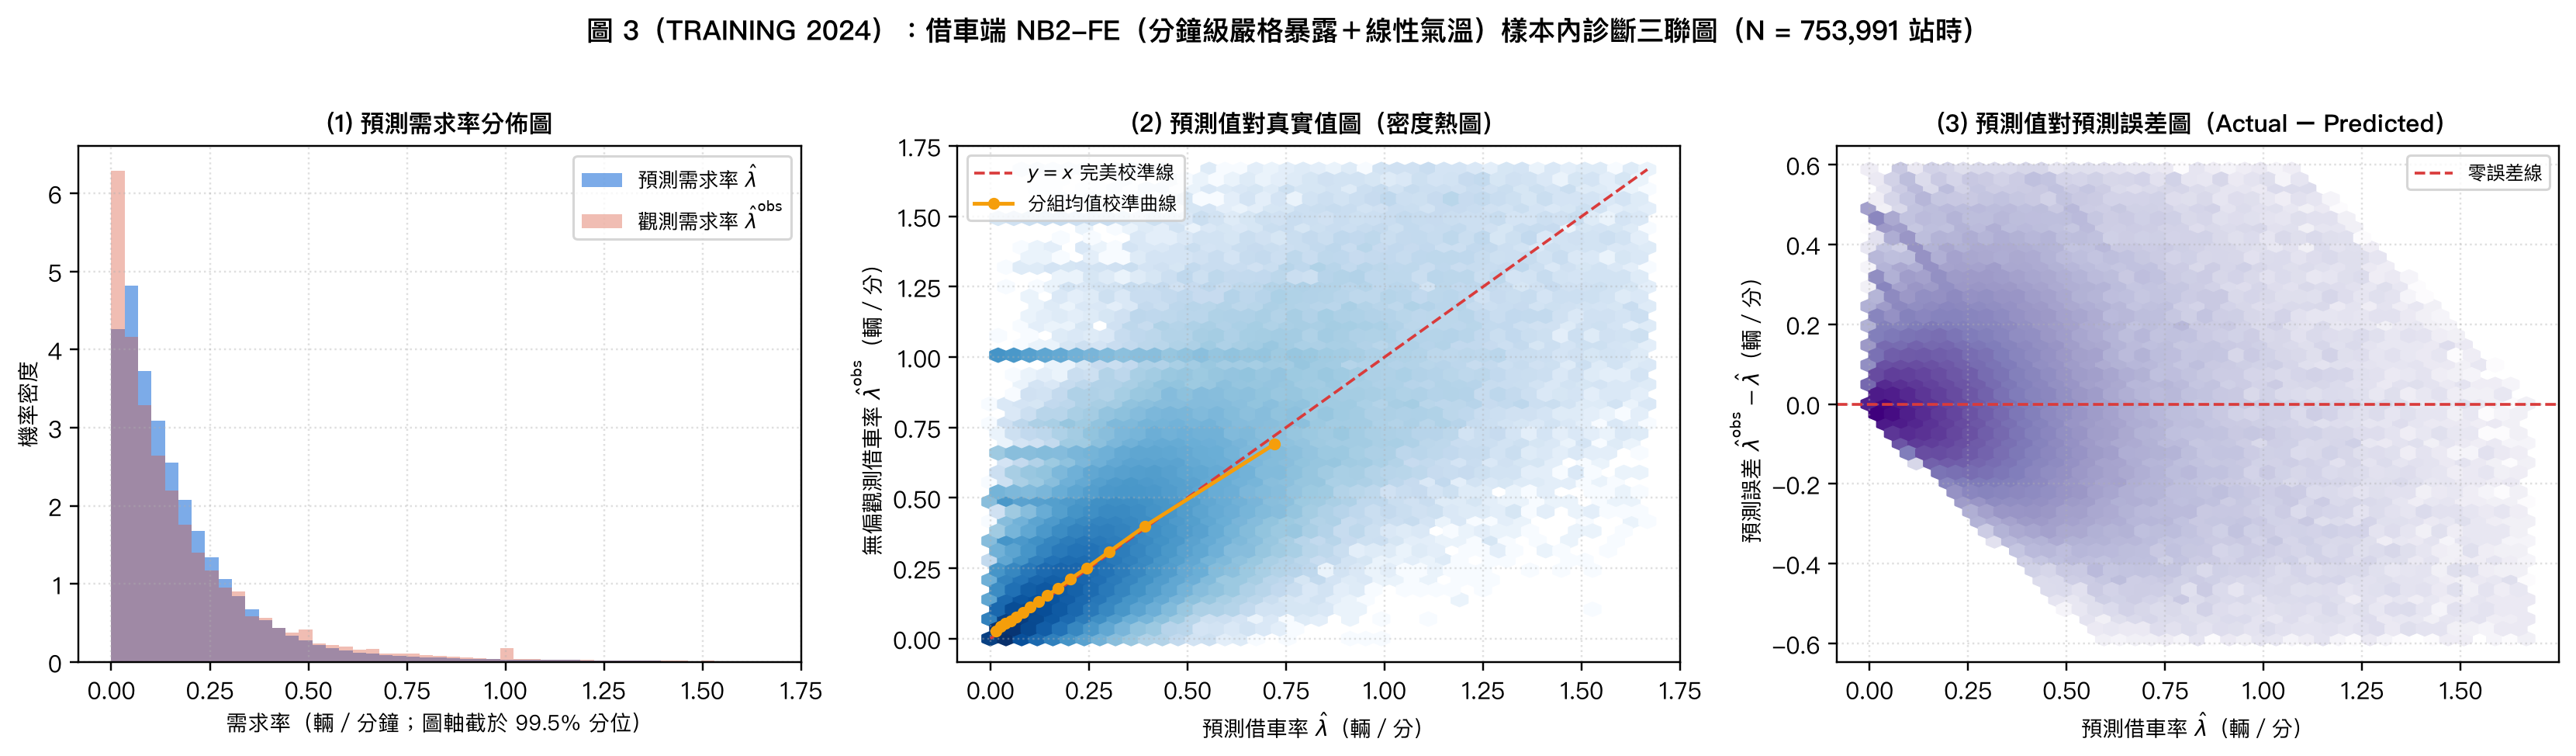 圖 3（TRAINING 2024）：借車端 NB2–FE（分鐘級嚴格暴露＋線性氣溫）樣本內診斷三聯圖（N = 753,991 站時）
(1) 預測需求率分佈圖
預測需求率 λ̂
觀測需求率 λ̂ᵒᵇˢ
機率密度
6
5
4
3
2
1
0
0.00 0.25 0.50 0.75 1.00 1.25 1.50 1.75
需求率（輛 / 分鐘；圖軸截於 99.5% 分位）
(2) 預測值對真實值圖（密度熱圖）
y = x 完美校準線
分組均值校準曲線
無偏觀測借車率 λ̂ᵒᵇˢ（輛 / 分）
1.75
1.50
1.25
1.00
0.75
0.50
0.25
0.00
0.00 0.25 0.50 0.75 1.00 1.25 1.50 1.75
預測借車率 λ̂（輛 / 分）
(3) 預測值對預測誤差圖（Actual − Predicted）
零誤差線
預測誤差 λ̂ᵒᵇˢ − λ̂（輛 / 分）
0.6
0.4
0.2
0.0
−0.2
−0.4
−0.6
0.00 0.25 0.50 0.75 1.00 1.25 1.50
預測借車率 λ̂（輛 / 分）